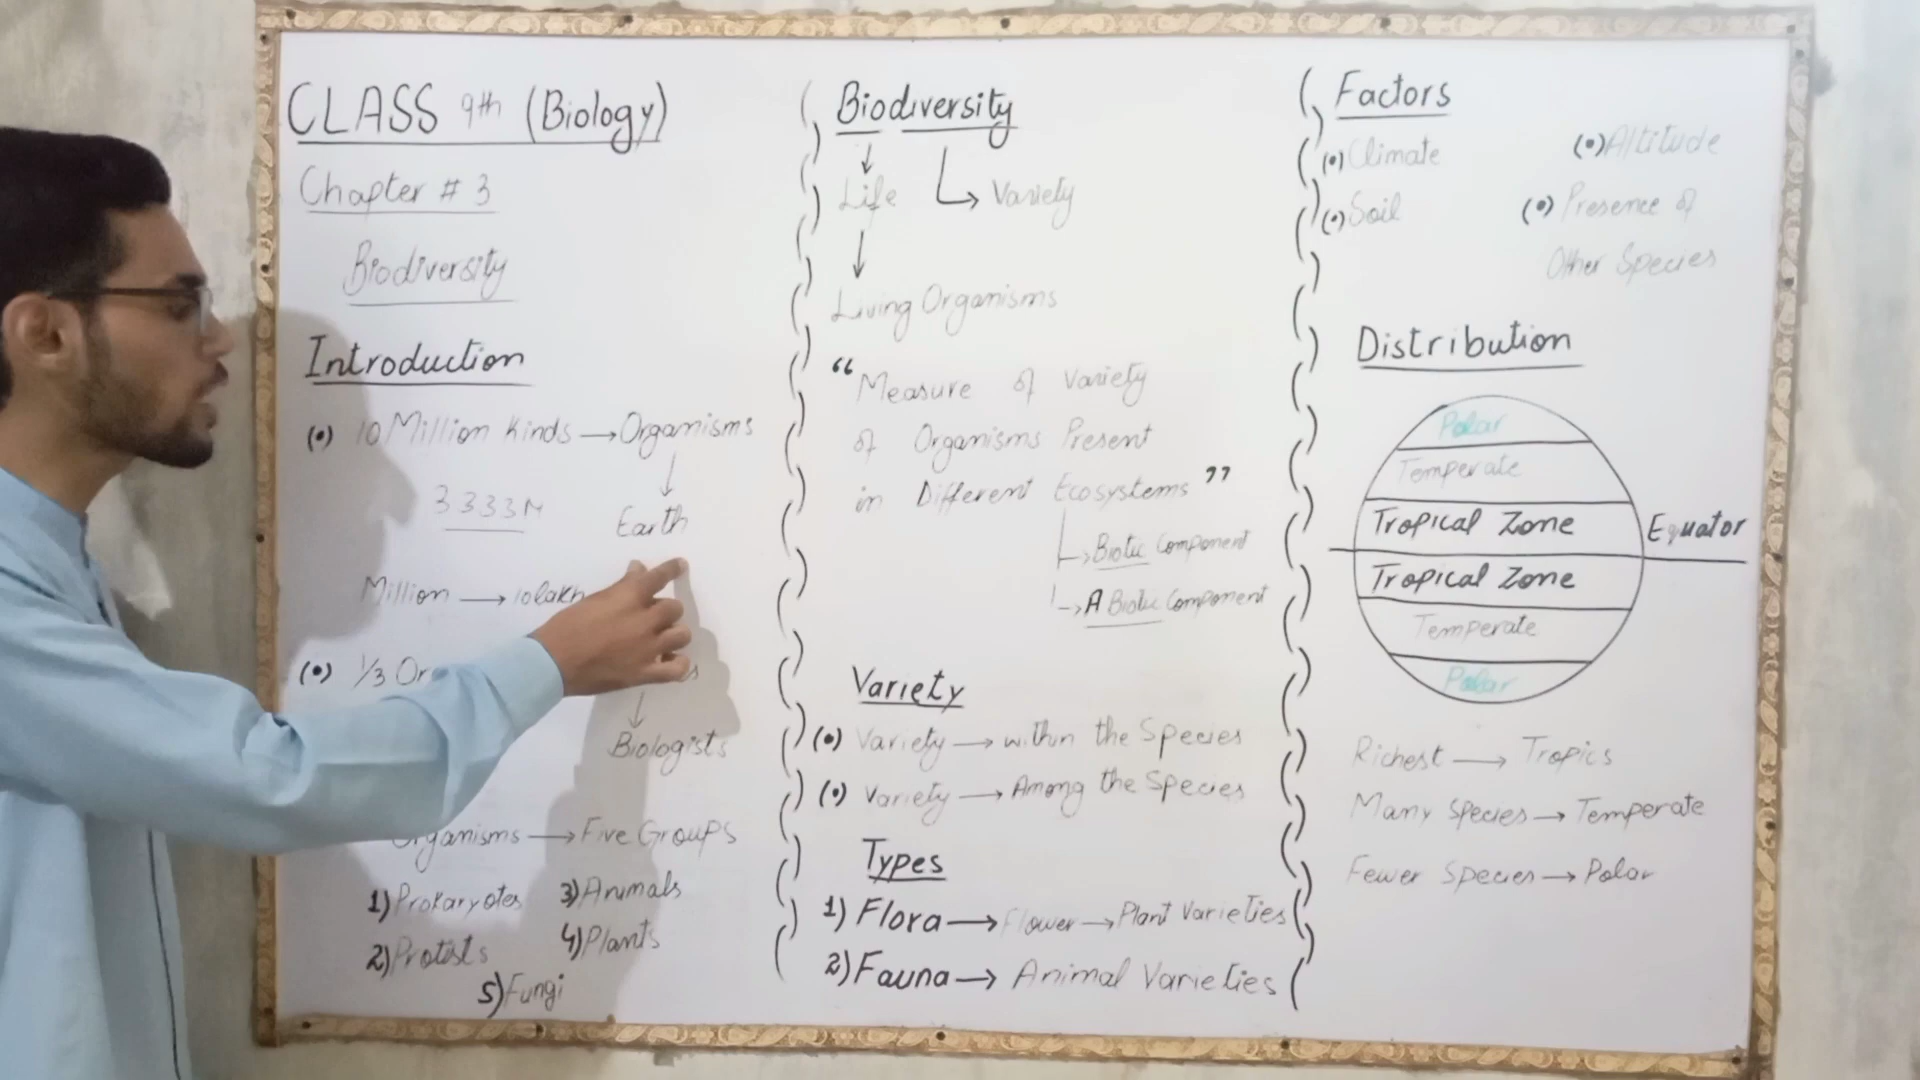 CLASS 9th (Biology)
Chapter # 3
Biodiversity
Introduction
(•) 10 Million Kinds → Organisms
↓
3333M
Earth
Million → 10 lakh
(•) 1/3
↓
Biologists
Organisms → Five Groups
1) Prokaryotes 3) Animals
2) Protists 4) Plants
5) Fungi
Biodiversity
Life → Variety
↓
Living Organisms
“Measure of Variety
of Organisms Present
in Different Ecosystems”
→ Biotic Component
→ A Biotic Component
Variety
(•) Variety → within the Species
(•) Variety → Among the Species
Types
1) Flora → Flower → Plant Varieties
2) Fauna → Animal Varieties
Factors
(•) Climate (•) Altitude
(•) Soil (•) Presence of
Other Species
Distribution
Polar
Temperate
Tropical Zone
Equator
Tropical Zone
Temperate
Polar
Richest → Tropics
Many Species → Temperate
Fewer Species → Polar